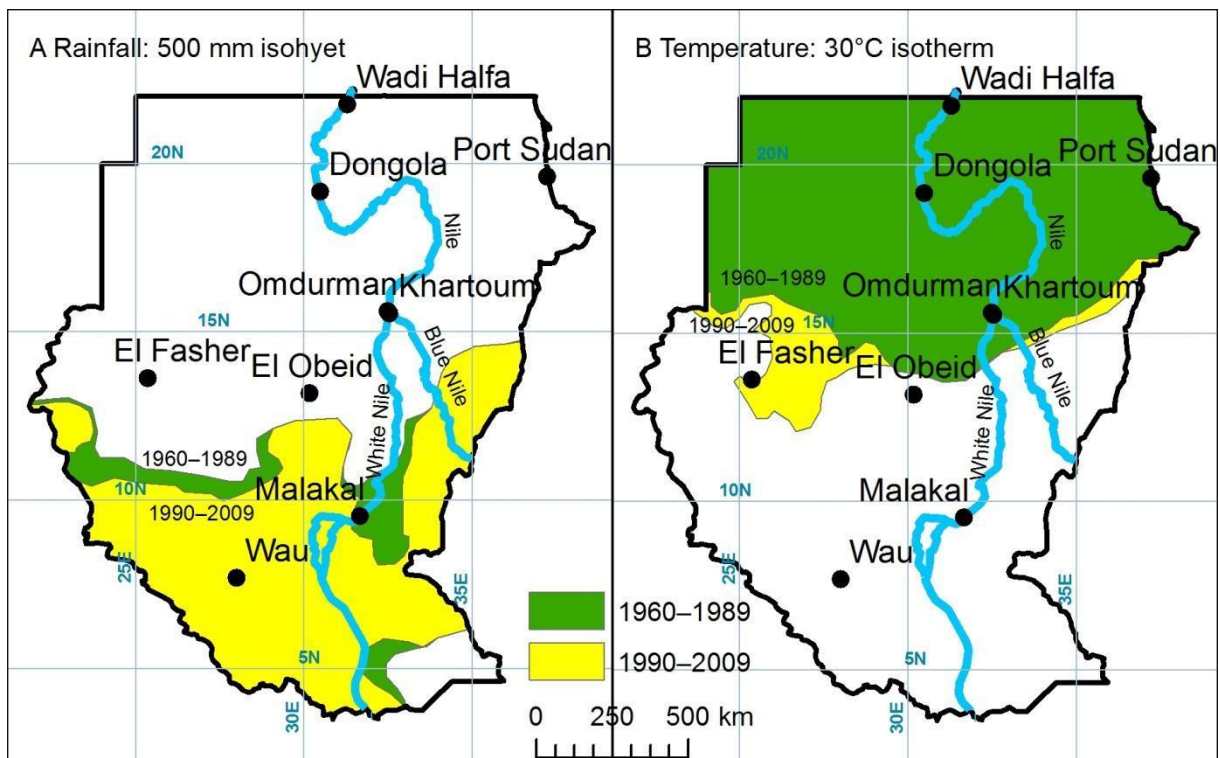 A Rainfall: 500 mm isohyet
Wadi Halfa
20N
Dongola
Port Sudan
Nile
Omdurman
Khartoum
15N
El Fasher
El Obeid
Blue Nile
White Nile
1960–1989
10N
1990–2009
Malakal
Wau
25E
35E
5N
30E
1960–1989
1990–2009
0 250 500 km
B Temperature: 30°C isotherm
Wadi Halfa
20N
Dongola
Port Sudan
Nile
1960–1989
Omdurman
Khartoum
1990–2009
15N
El Fasher
El Obeid
Blue Nile
White Nile
10N
Malakal
Wau
25E
35E
5N
30E